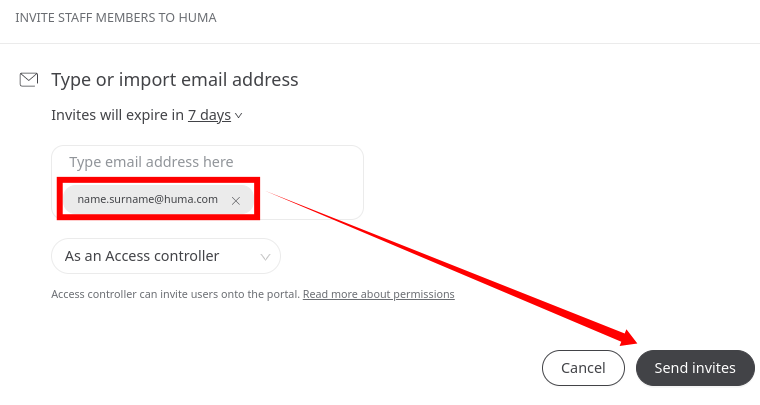 INVITE STAFF MEMBERS TO HUMA
Type or import email address
Invites will expire in 7 days
Type email address here
name.surname@huma.com
As an Access controller
Access controller can invite users onto the portal. Read more about permissions
Cancel
Send invites